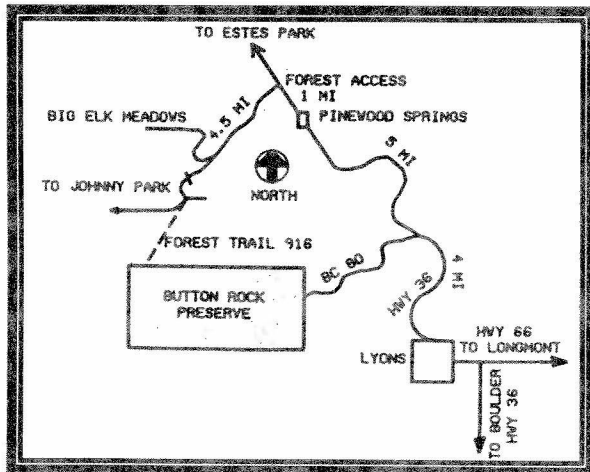 TO ESTES PARK
FOREST ACCESS
1 MI
PINEWOOD SPRINGS
BIG ELK MEADOWS
4.5 MI
5 MI
TO JOHNNY PARK
NORTH
FOREST TRAIL 916
BC 80
BUTTON ROCK
PRESERVE
HWY 36
4 MI
LYONS
HWY 66
TO LONGMONT
TO BOULDER
HWY 36